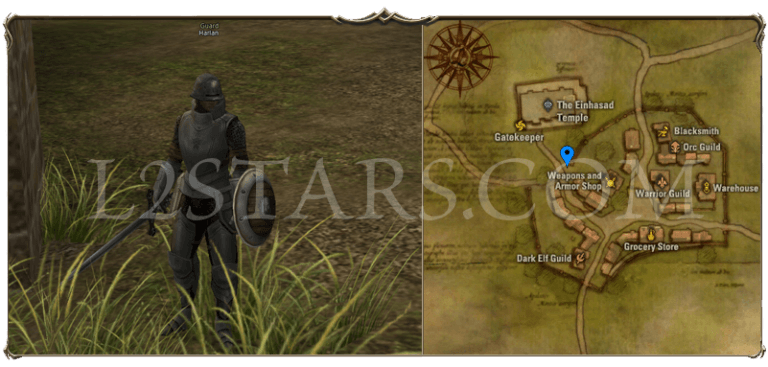 Guard
Harlan
The Einhasad
Temple
Gatekeeper
Blacksmith
Orc Guild
Weapons and
Armor Shop
Warrior Guild
Warehouse
Grocery Store
Dark Elf Guild
L2STARS.COM